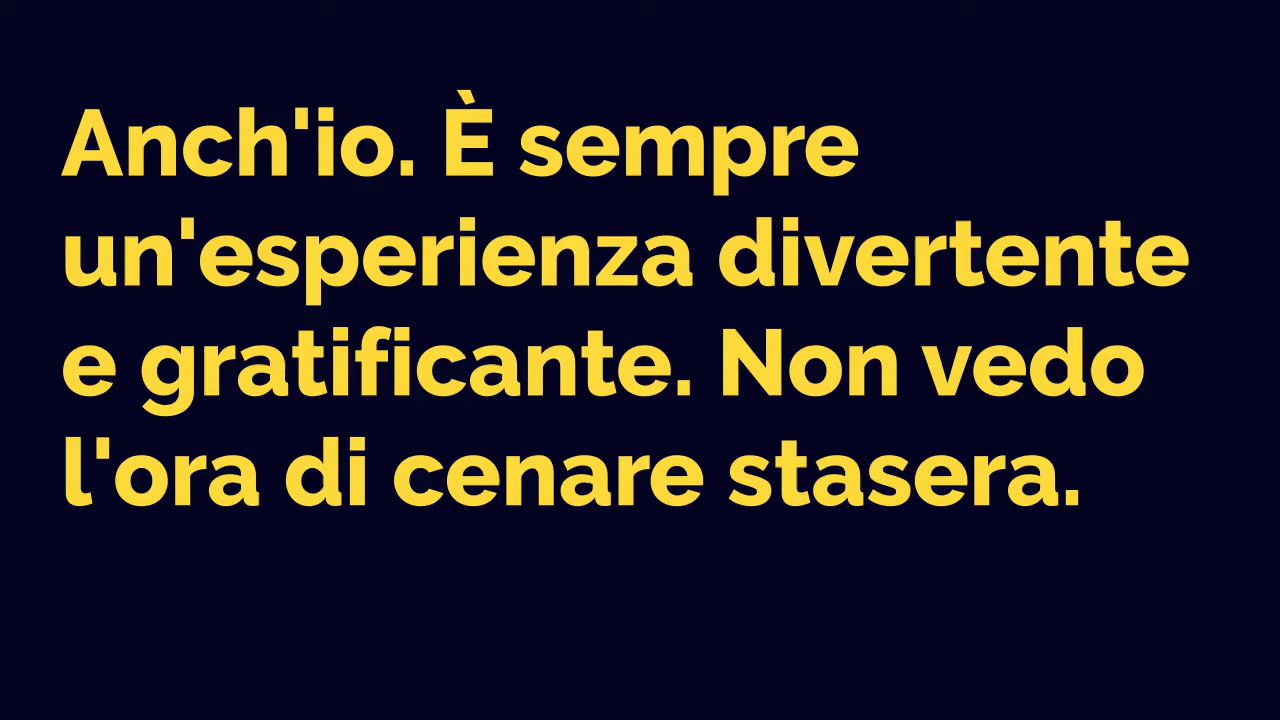 Anch'io. È sempre
un'esperienza divertente
e gratificante. Non vedo
l'ora di cenare stasera.